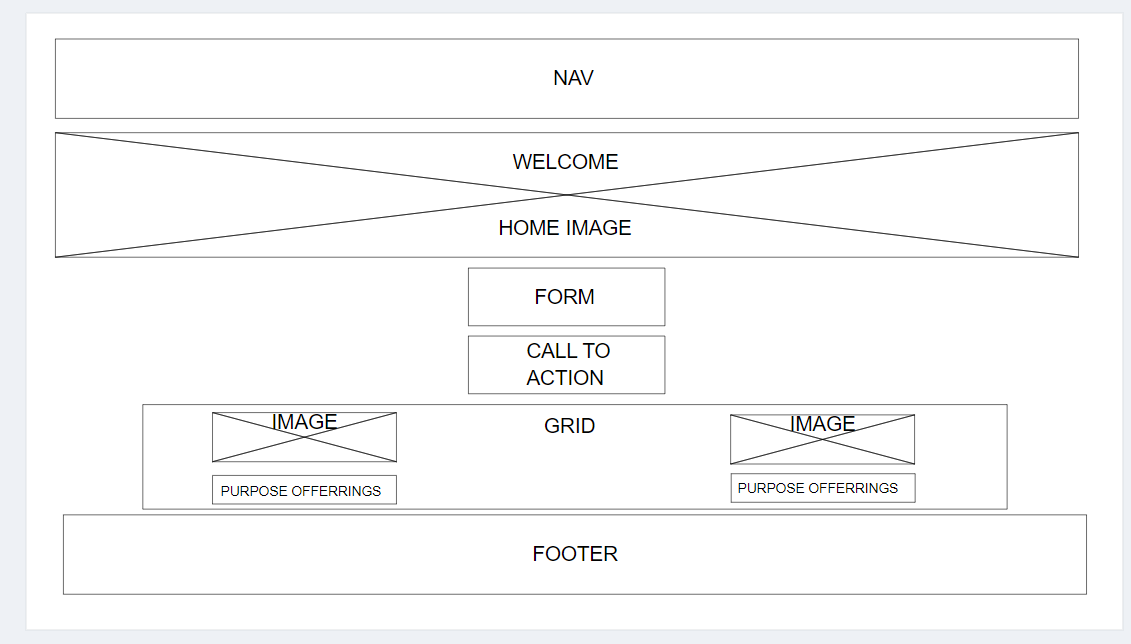 NAV
WELCOME
HOME IMAGE
FORM
CALL TO
ACTION
GRID
IMAGE
PURPOSE OFFERRINGS
IMAGE
PURPOSE OFFERRINGS
FOOTER